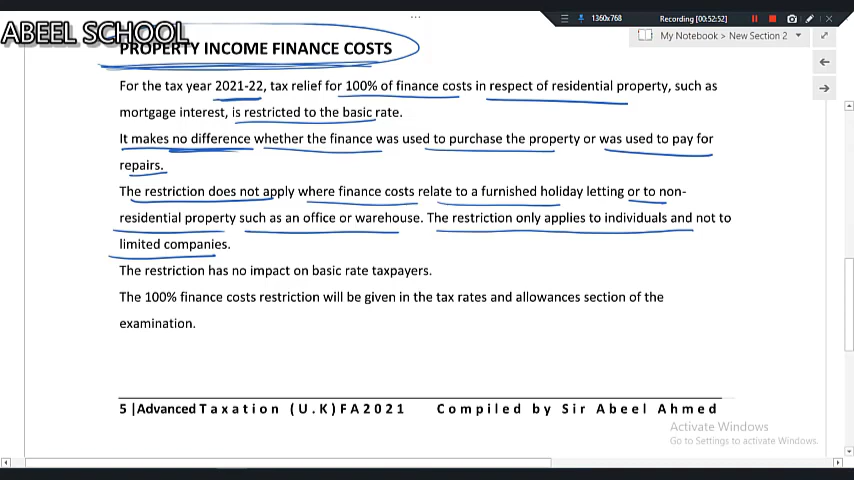 1360x768
Recording [00:52:52]
ABEEL SCHOOL
My Notebook > New Section 2
PROPERTY INCOME FINANCE COSTS
For the tax year 2021-22, tax relief for 100% of finance costs in respect of residential property, such as
mortgage interest, is restricted to the basic rate.
It makes no difference whether the finance was used to purchase the property or was used to pay for
repairs.
The restriction does not apply where finance costs relate to a furnished holiday letting or to non-
residential property such as an office or warehouse. The restriction only applies to individuals and not to
limited companies.
The restriction has no impact on basic rate taxpayers.
The 100% finance costs restriction will be given in the tax rates and allowances section of the
examination.
5 |Advanced Taxation (U.K)FA2021 Compiled by Sir Abeel Ahmed
Activate Windows
Go to Settings to activate Windows.